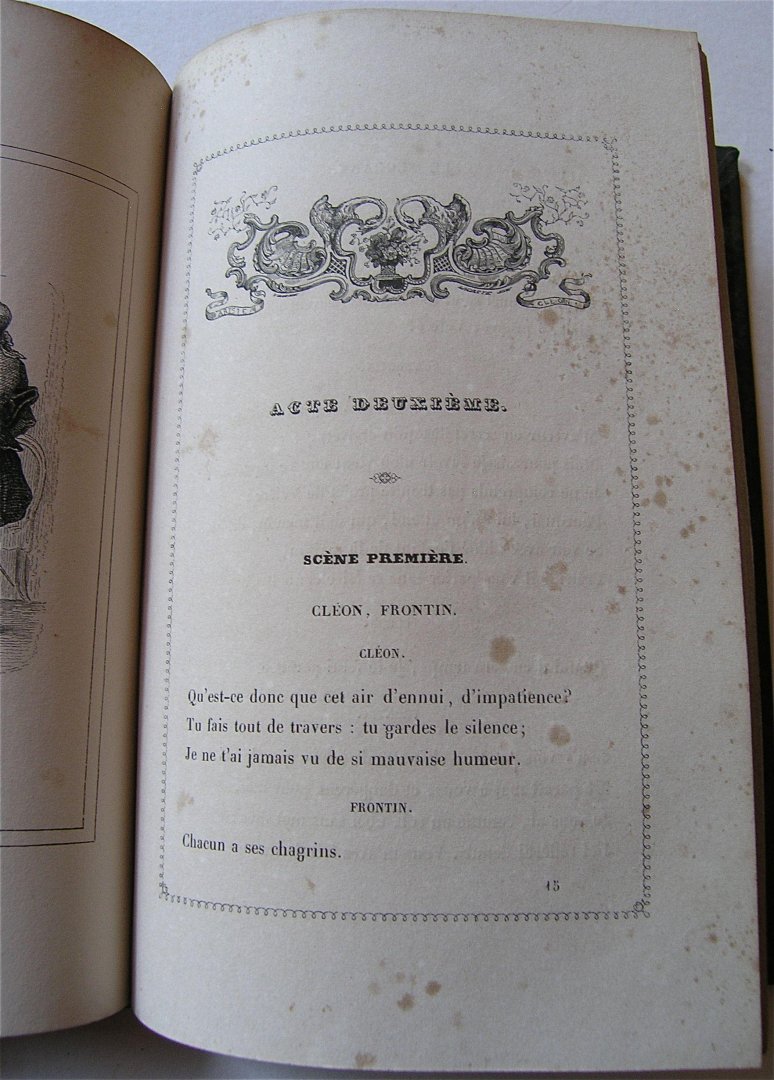 ACTE DEUXIÈME.
SCÈNE PREMIÈRE.
CLÉON, FRONTIN.
CLÉON.
Qu'est-ce donc que cet air d'ennui, d'impatience?
Tu fais tout de travers : tu gardes le silence;
Je ne t'ai jamais vu de si mauvaise humeur.
FRONTIN.
Chacun a ses chagrins.
15